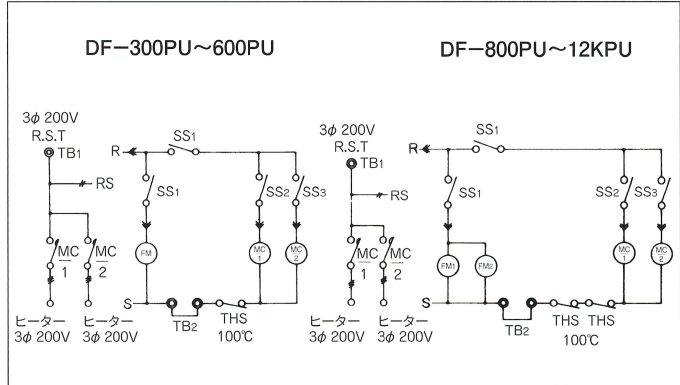 DF-300PU～600PU
3φ 200V
R.S.T
TB1
RS
MC
1
MC
2
ヒーター
3φ 200V
ヒーター
3φ 200V
R
SS1
SS1
SS2
SS3
FM
MC
1
MC
2
S
TB2
THS
100℃
DF-800PU～12KPU
3φ 200V
R.S.T
TB1
RS
MC
1
MC
2
ヒーター
3φ 200V
ヒーター
3φ 200V
R
SS1
SS1
SS2
SS3
FM1
FM2
MC
1
MC
2
S
TB2
THS
THS
100℃